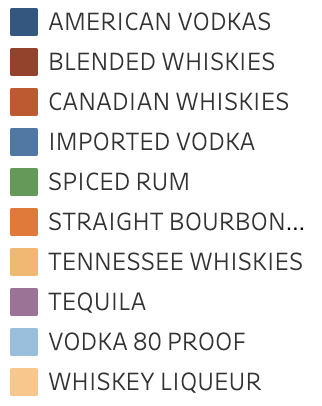 AMERICAN VODKAS
BLENDED WHISKIES
CANADIAN WHISKIES
IMPORTED VODKA
SPICED RUM
STRAIGHT BOURBON...
TENNESSEE WHISKIES
TEQUILA
VODKA 80 PROOF
WHISKEY LIQUEUR